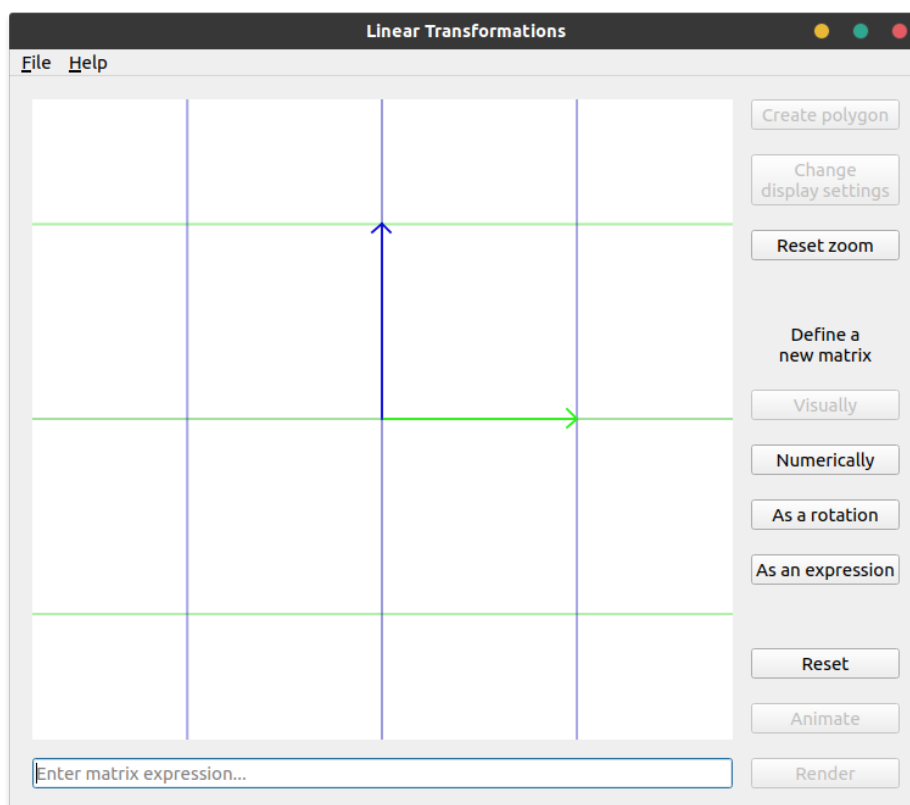 Linear Transformations
File Help
Create polygon
Change
display settings
Reset zoom
Define a
new matrix
Visually
Numerically
As a rotation
As an expression
Reset
Animate
Enter matrix expression...
Render